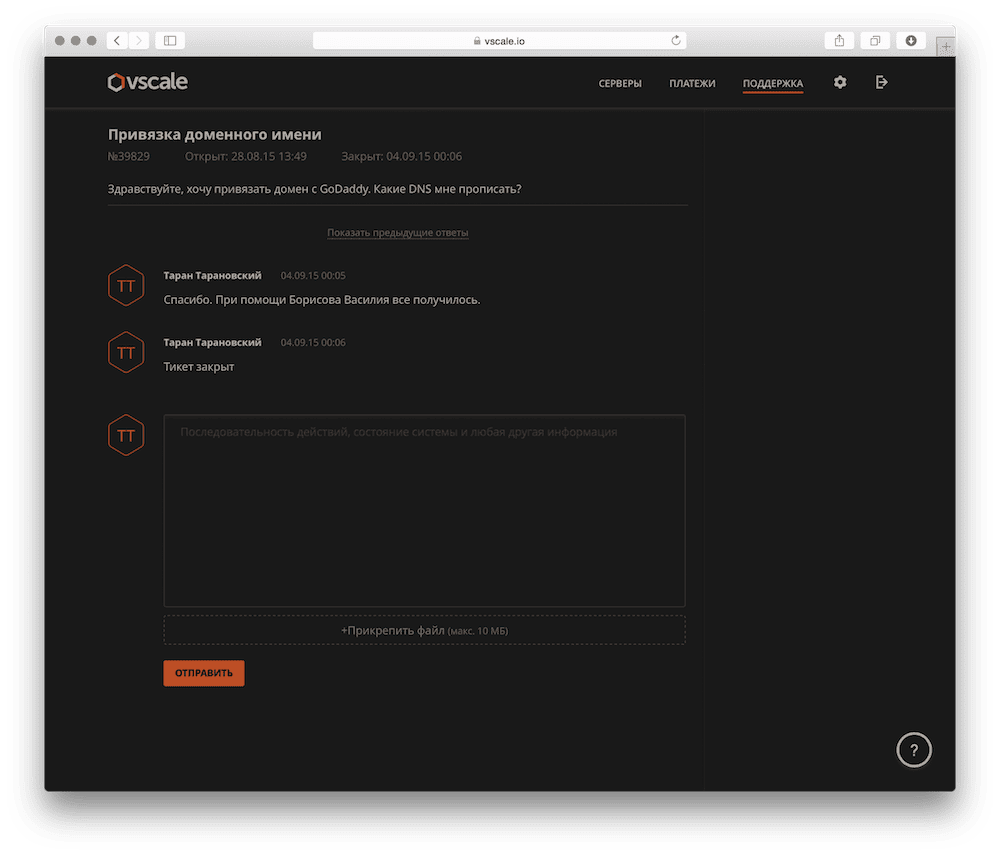 vscale.io
vscale
СЕРВЕРЫ ПЛАТЕЖИ ПОДДЕРЖКА
Привязка доменного имени
№39829 Открыт: 28.08.15 13:49 Закрыт: 04.09.15 00:06
Здравствуйте, хочу привязать домен с GoDaddy. Какие DNS мне прописать?
Показать предыдущие ответы
ТТ
Таран Тарановский 04.09.15 00:05
Спасибо. При помощи Борисова Василия все получилось.
ТТ
Таран Тарановский 04.09.15 00:06
Тикет закрыт
ТТ
Последовательность действий, состояние системы и любая другая информация
+Прикрепить файл (макс. 10 МБ)
ОТПРАВИТЬ
?